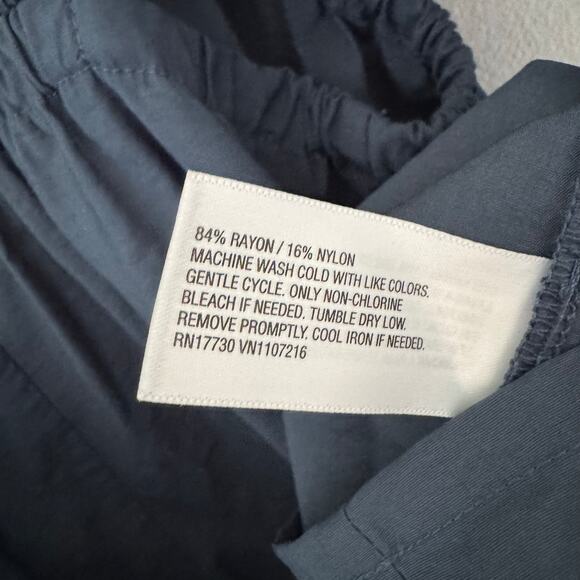 84% RAYON / 16% NYLON
MACHINE WASH COLD WITH LIKE COLORS.
GENTLE CYCLE. ONLY NON-CHLORINE
BLEACH IF NEEDED. TUMBLE DRY LOW.
REMOVE PROMPTLY. COOL IRON IF NEEDED.
RN17730 VN1107216